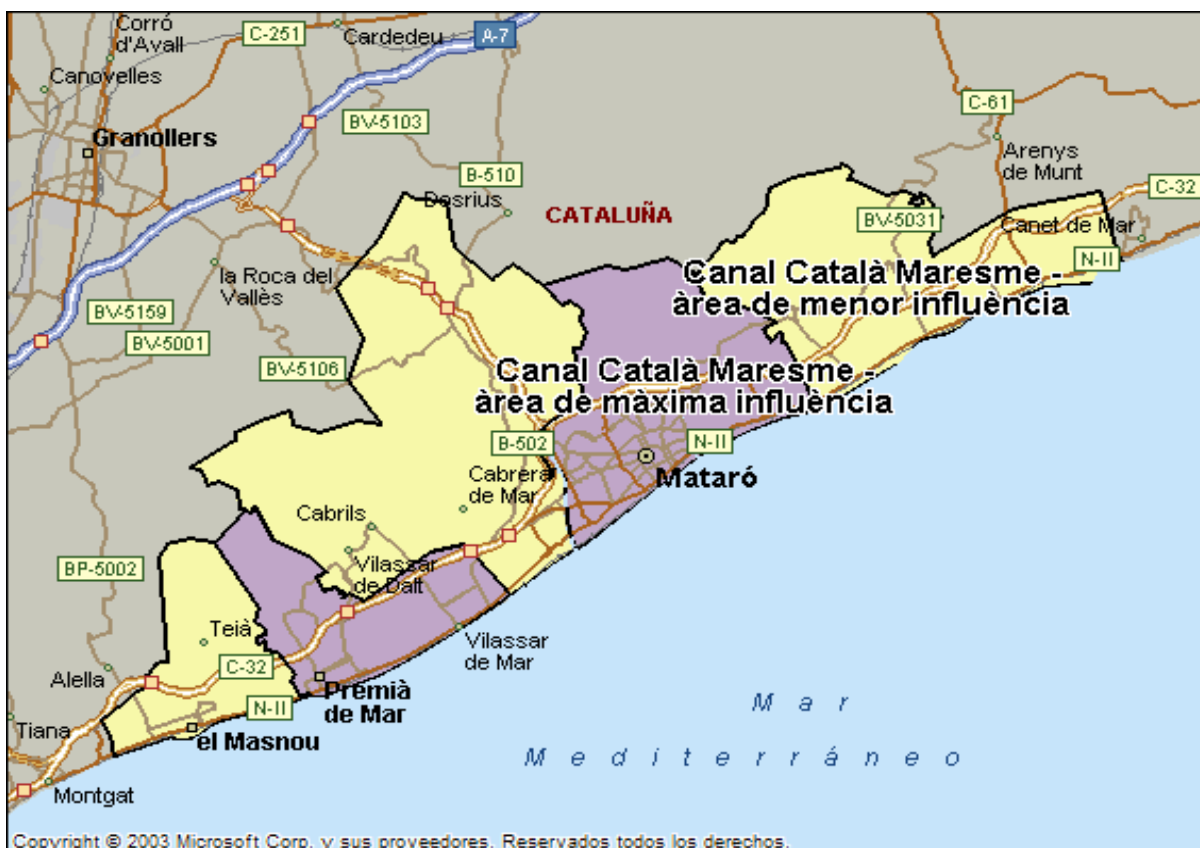 Corró
d'Avall
C-251
Cardedeu
A-7
Canovelles
BV-5103
C-61
Granollers
Arenys
de Munt
B-510
C-32
Dosrius
CATALUÑA
BV-5031
Canet de Mar
N-II
la Roca del
Vallès
Canal Català Maresme -
àrea de menor influència
BV-5159
BV-5001
BV-5106
Canal Català Maresme -
àrea de màxima influència
B-502
N-II
Cabrera
de Mar
Mataró
Cabrils
BP-5002
Vilassar
de Dalt
Teià
Vilassar
de Mar
C-32
Alella
Premià
de Mar
N-II
Mar
Tiana
el Masnou
Mediterráneo
Montgat
Copyright © 2003 Microsoft Corp. y sus proveedores. Reservados todos los derechos.